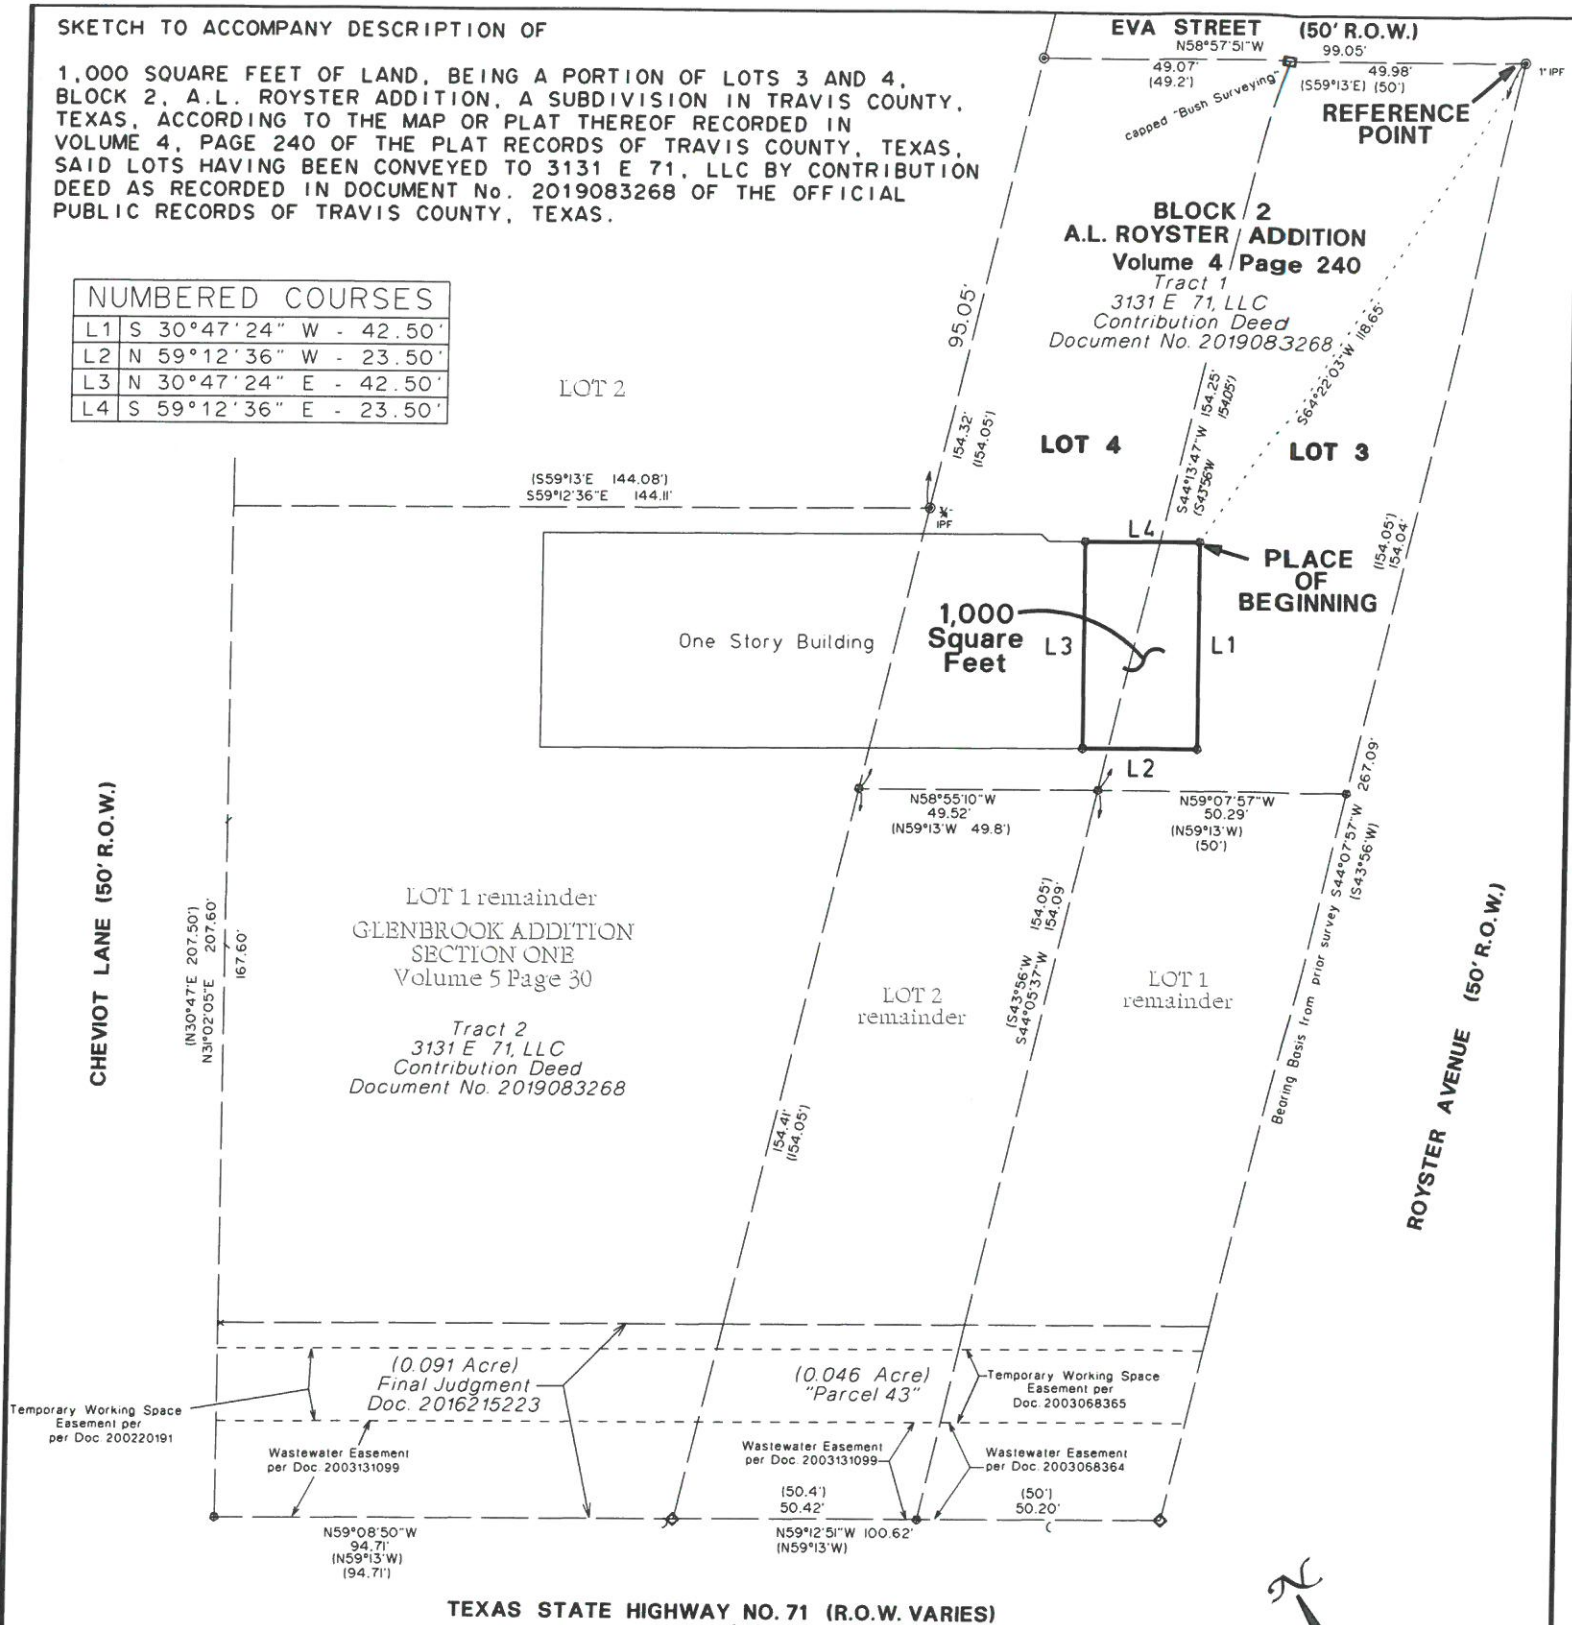 SKETCH TO ACCOMPANY DESCRIPTION OF
1,000 SQUARE FEET OF LAND, BEING A PORTION OF LOTS 3 AND 4,
BLOCK 2, A.L. ROYSTER ADDITION, A SUBDIVISION IN TRAVIS COUNTY,
TEXAS, ACCORDING TO THE MAP OR PLAT THEREOF RECORDED IN
VOLUME 4, PAGE 240 OF THE PLAT RECORDS OF TRAVIS COUNTY, TEXAS,
SAID LOTS HAVING BEEN CONVEYED TO 3131 E 71, LLC BY CONTRIBUTION
DEED AS RECORDED IN DOCUMENT No. 2019083268 OF THE OFFICIAL
PUBLIC RECORDS OF TRAVIS COUNTY, TEXAS.
EVA STREET (50' R.O.W.)
N58°57'51"W 99.05'
49.07'
(49.2')
49.98'
(S59°13'E) (50')
1" IPF
capped "Bush Surveying"
REFERENCE
POINT
BLOCK 2
A.L. ROYSTER ADDITION
Volume 4 Page 240
Tract 1
3131 E 71, LLC
Contribution Deed
Document No. 2019083268
NUMBERED COURSES
L1 S 30°47'24" W - 42.50'
L2 N 59°12'36" W - 23.50'
L3 N 30°47'24" E - 42.50'
L4 S 59°12'36" E - 23.50'
95.05'
S64°22'03"W 118.65'
LOT 2
154.32'
(154.05')
S44°13'47"W 154.25'
(S43°56'W 154.05')
LOT 4
LOT 3
(S59°13'E 144.08')
S59°12'36"E 144.11'
¾"
IPF
L4
(154.05')
154.04'
PLACE
OF
BEGINNING
One Story Building
1,000
Square
Feet
L3
L1
L2
N58°55'10"W
49.52'
(N59°13'W 49.8')
N59°07'57"W
50.29'
(N59°13'W)
(50')
Bearing Basis from prior survey S44°07'57"W 267.09'
(S43°56'W)
CHEVIOT LANE (50' R.O.W.)
(N30°47'E 207.50')
N31°02'05"E 207.60'
167.60'
LOT 1 remainder
GLENBROOK ADDITION
SECTION ONE
Volume 5 Page 30
Tract 2
3131 E 71, LLC
Contribution Deed
Document No. 2019083268
LOT 2
remainder
(S43°56'W 154.05')
S44°05'37"W 154.09'
LOT 1
remainder
ROYSTER AVENUE (50' R.O.W.)
154.41'
(154.05')
(0.091 Acre)
Final Judgment
Doc. 2016215223
(0.046 Acre)
"Parcel 43"
Temporary Working Space
Easement per
Doc. 2003068365
Temporary Working Space
Easement per
per Doc 200220191
Wastewater Easement
per Doc. 2003131099
Wastewater Easement
per Doc. 2003131099
Wastewater Easement
per Doc. 2003068364
(50.4')
50.42'
(50')
50.20'
N59°08'50"W
94.71'
(N59°13'W)
(94.71')
N59°12'51"W 100.62'
(N59°13'W)
TEXAS STATE HIGHWAY NO. 71 (R.O.W. VARIES)
N